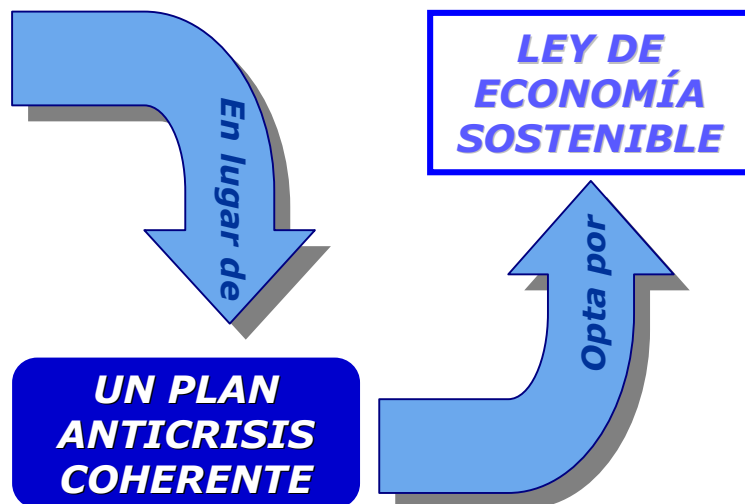 En lugar de
UN PLAN
ANTICRISIS
COHERENTE
Opta por
LEY DE
ECONOMÍA
SOSTENIBLE